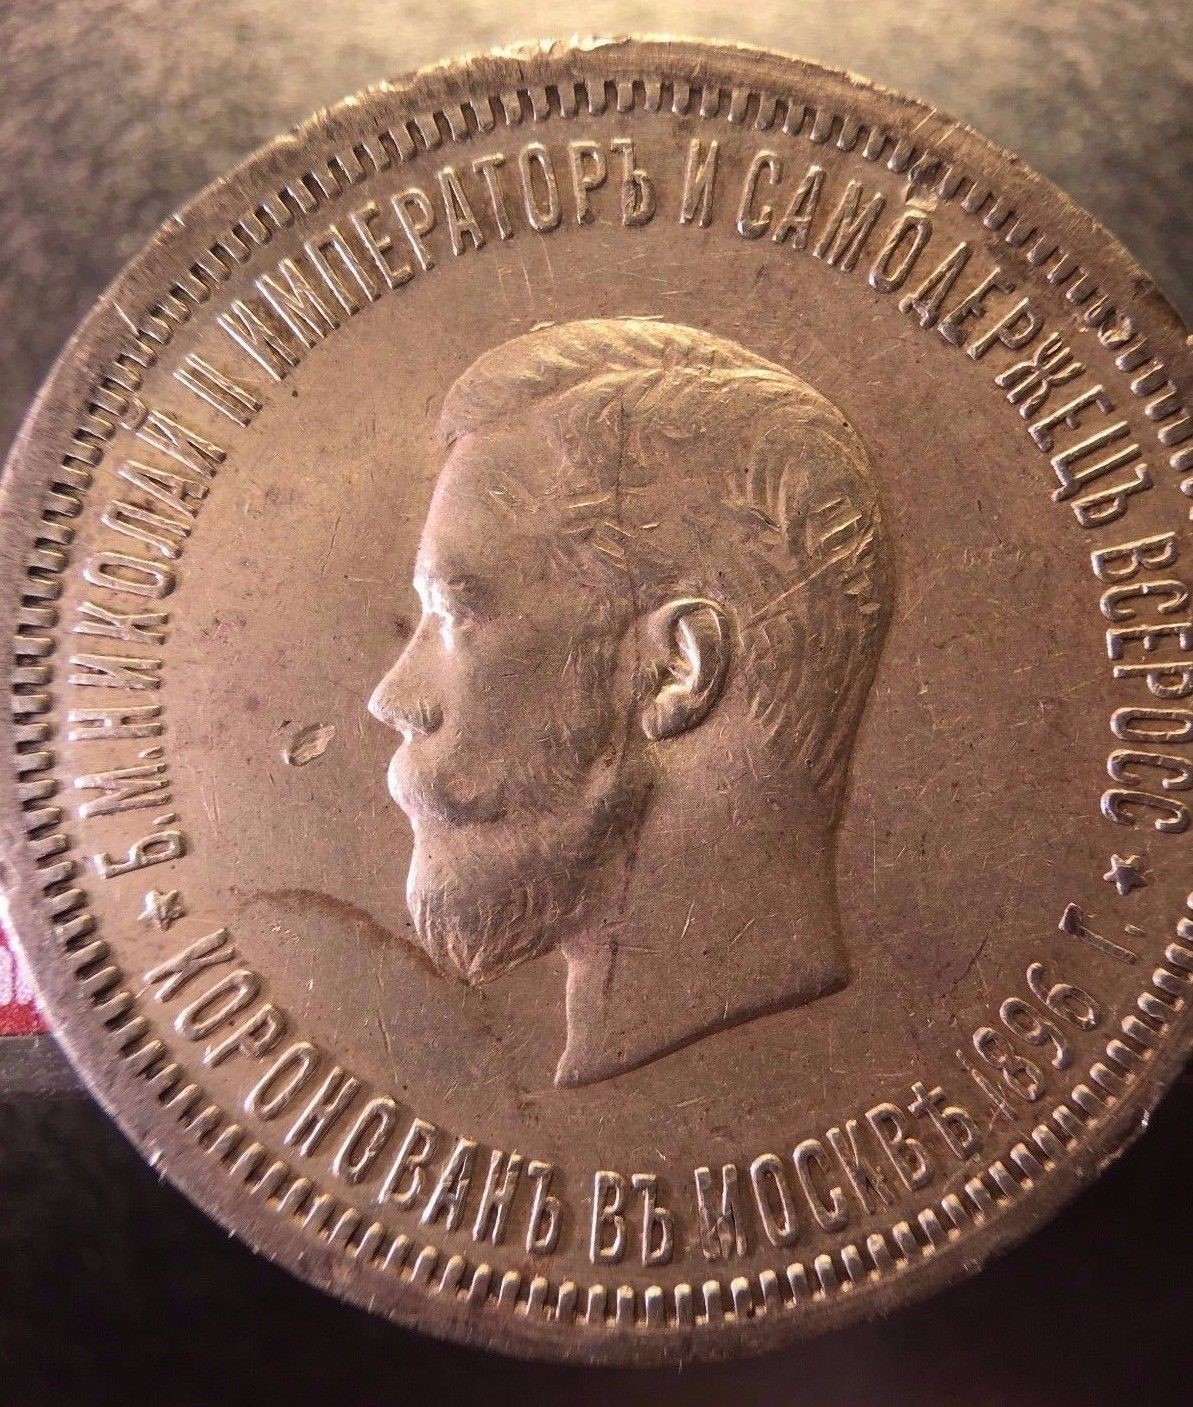 Б. М. НИКОЛАЙ II ИМПЕРАТОРЪ И САМОДЕРЖЕЦЪ ВСЕРОСС
★ КОРОНОВАНЪ ВЪ МОСКВѢ 1896 Г. ★